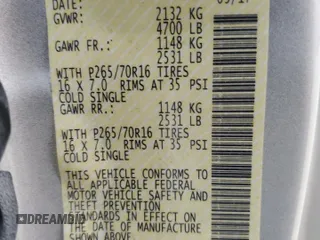 DATE:
GVWR: 2132 KG
4700 LB
GAWR FR.: 1148 KG
2531 LB
WITH P265/70R16 TIRES
16 X 7.0 RIMS AT 35 PSI
COLD SINGLE
GAWR RR.: 1148 KG
2531 LB
WITH P265/70R16 TIRES
16 X 7.0 RIMS AT 35 PSI
COLD SINGLE
THIS VEHICLE CONFORMS TO
ALL APPLICABLE FEDERAL
MOTOR VEHICLE SAFETY AND
THEFT PREVENTION
STANDARDS IN EFFECT ON
THE DATE OF MANUFACTURE
SHOWN ABOVE.
DREAMBID